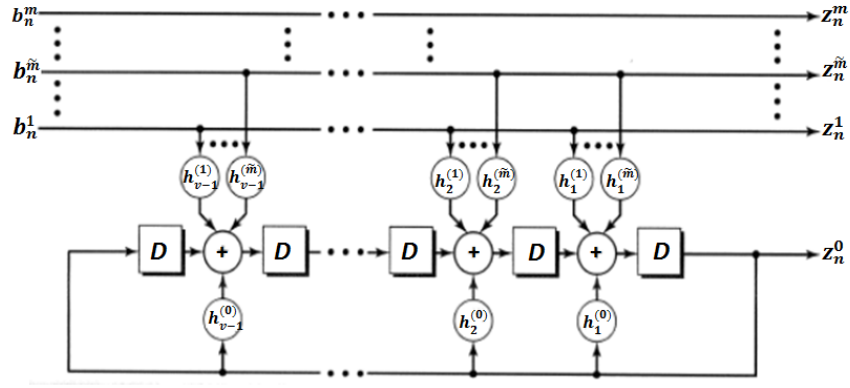 b_n^m z_n^m
b_n^m̃ z_n^m̃
b_n^1 z_n^1
h_{v-1}^{(1)} h_{v-1}^{(m̃)} h_2^{(1)} h_2^{(m̃)} h_1^{(1)} h_1^{(m̃)}
D + D D + D + D z_n^0
h_{v-1}^{(0)} h_2^{(0)} h_1^{(0)}